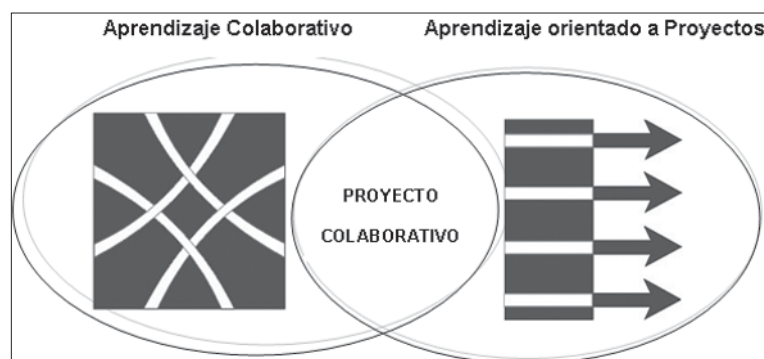 Aprendizaje Colaborativo
Aprendizaje orientado a Proyectos
PROYECTO
COLABORATIVO